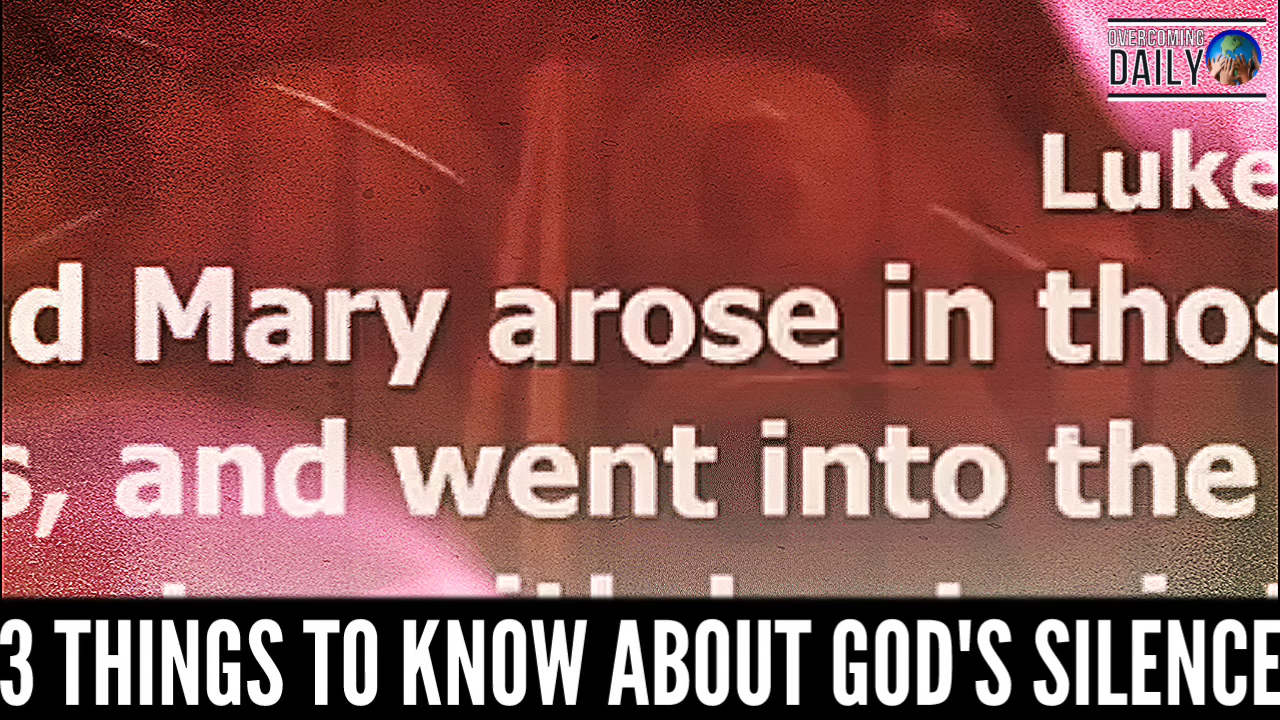 OVERCOMING
DAILY
Luke
d Mary arose in thos
s, and went into the
3 THINGS TO KNOW ABOUT GOD'S SILENCE